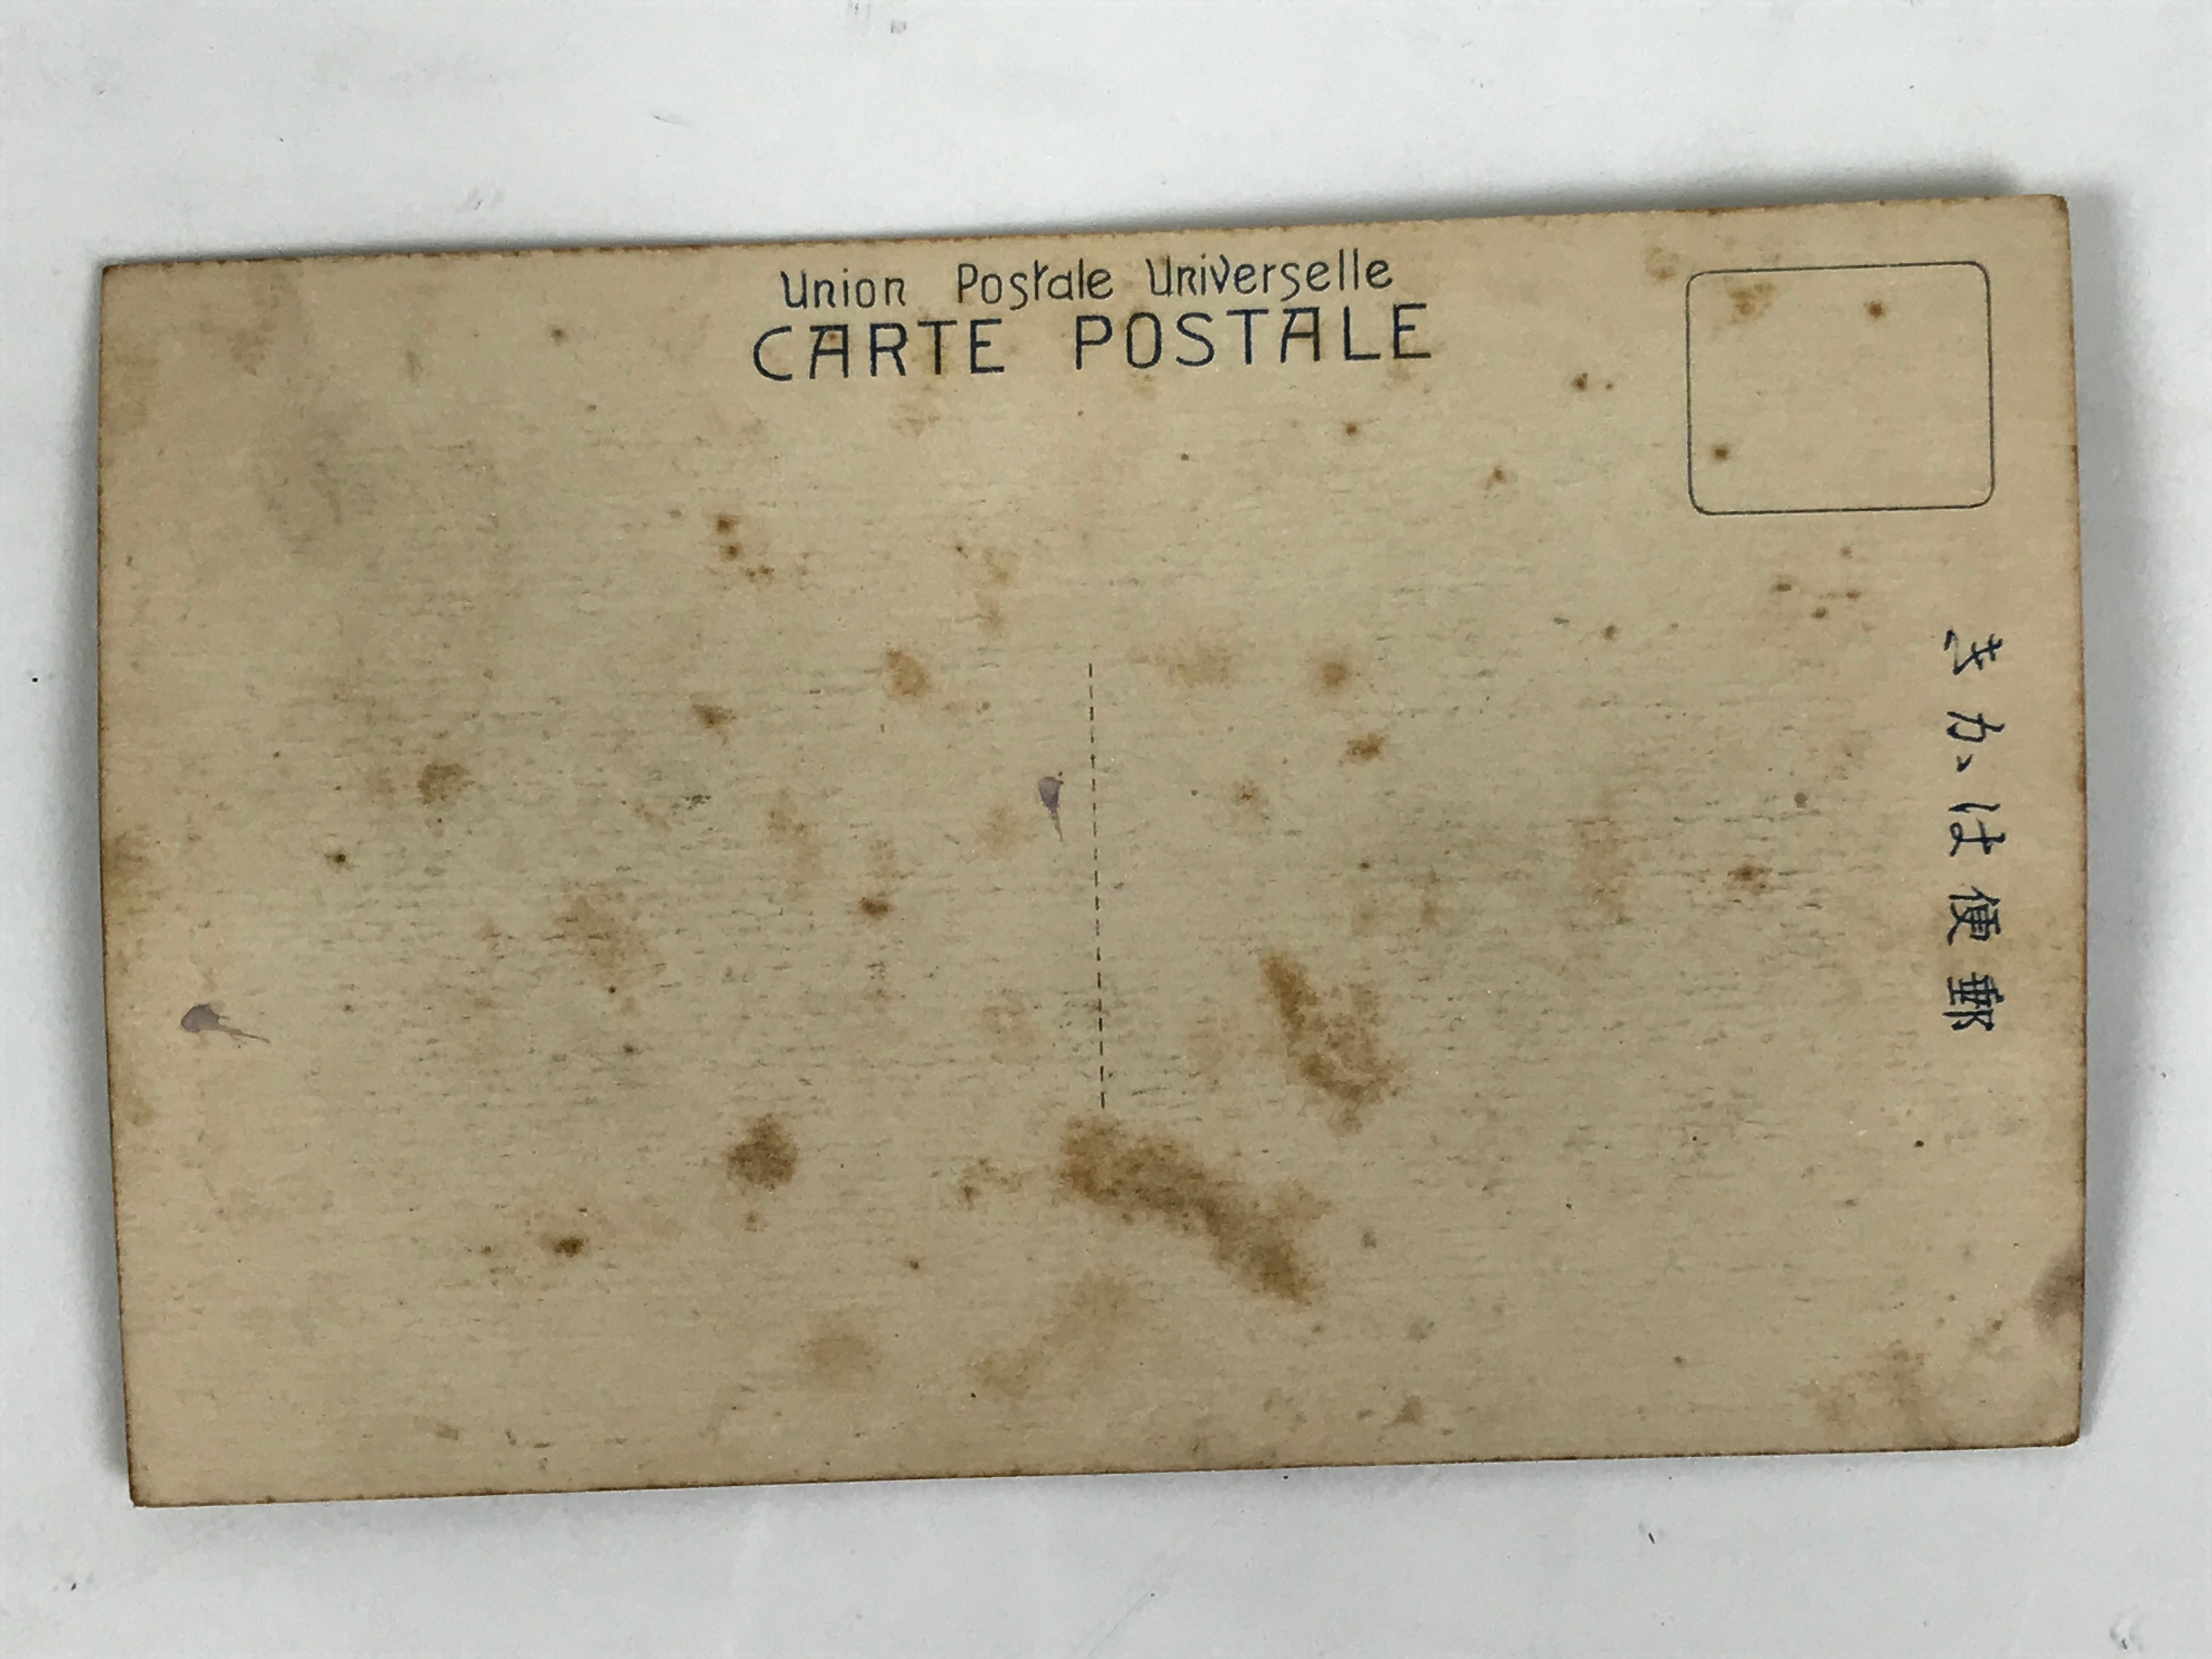 Union Postale Universelle
CARTE POSTALE
郵便はかき